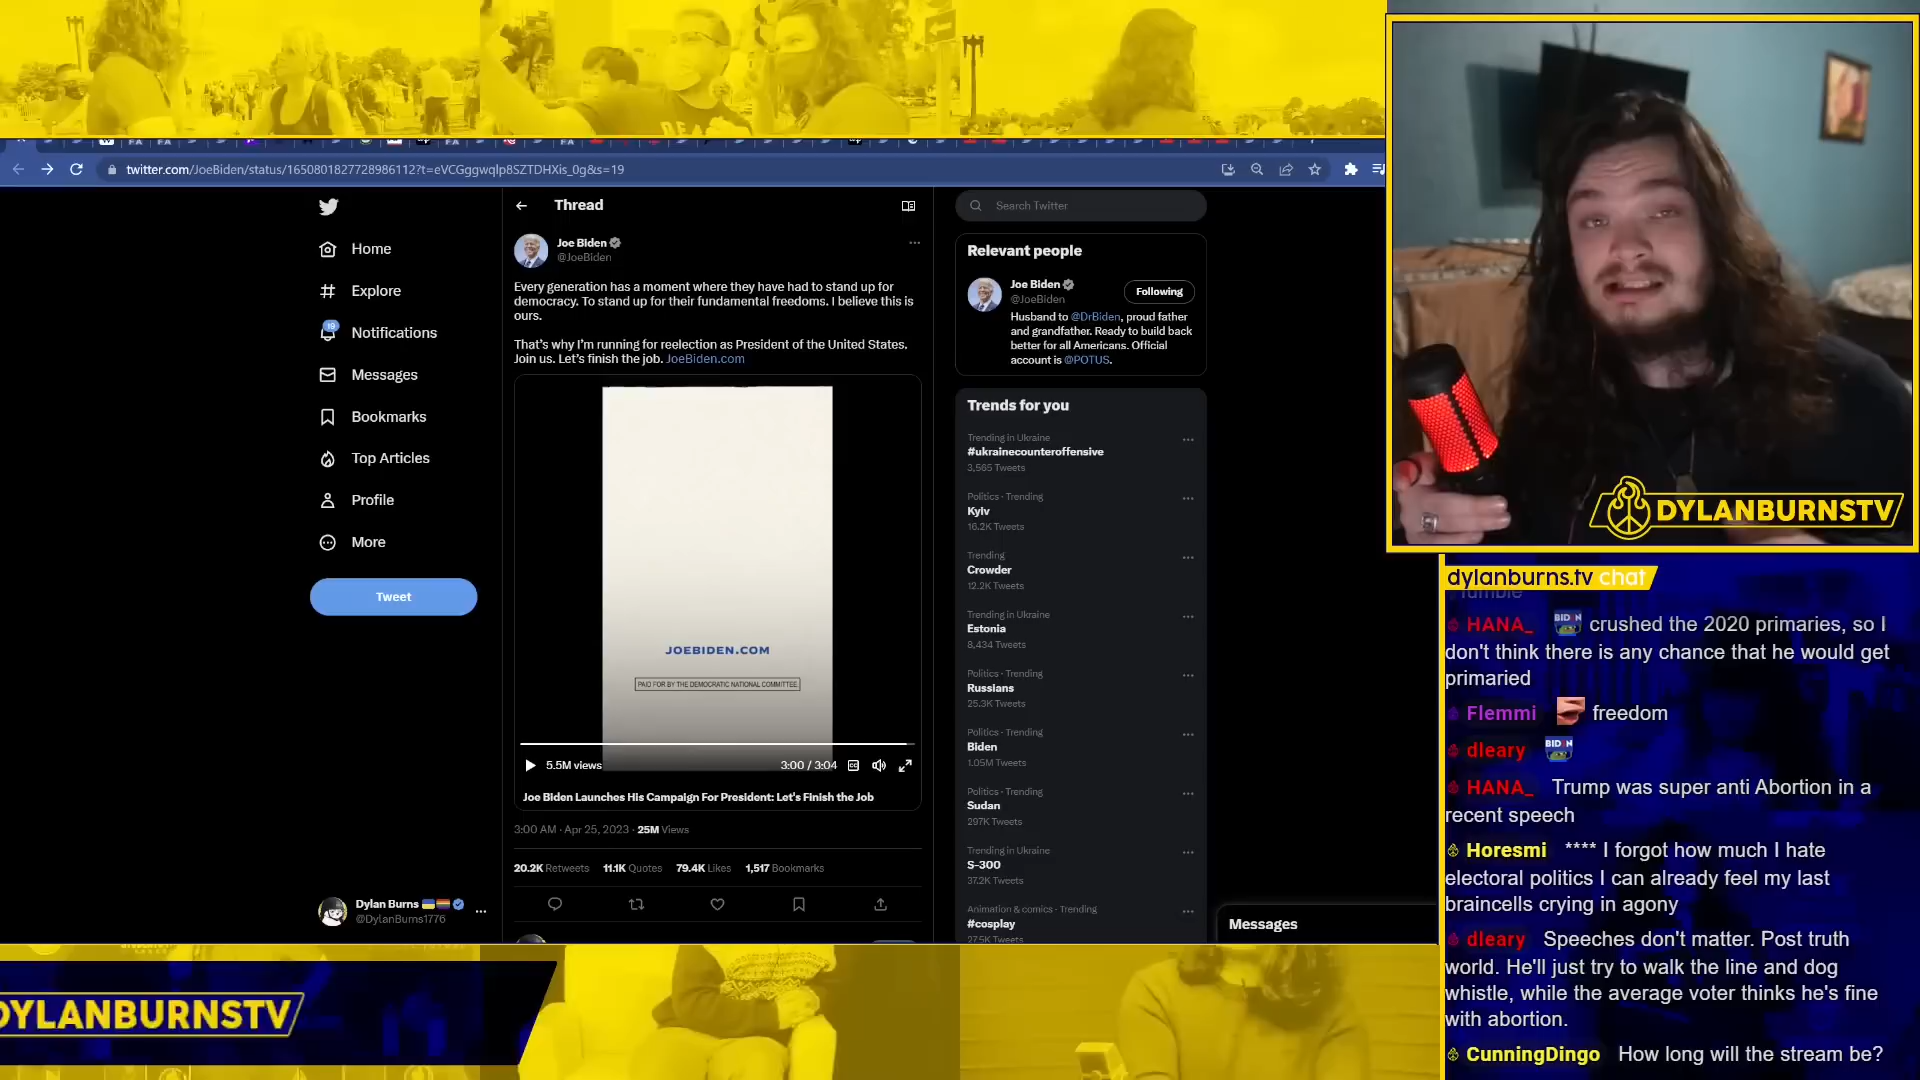 twitter.com/JoeBiden/status/1650801827728986112?t=eVCGggwqlp8SZTDHXis_0g&s=19
Home
Explore
19
Notifications
Messages
Bookmarks
Top Articles
Profile
More
Tweet
Dylan Burns
@DylanBurns1776
Thread
Joe Biden
@JoeBiden
Every generation has a moment where they have had to stand up for
democracy. To stand up for their fundamental freedoms. I believe this is
ours.
That's why I'm running for reelection as President of the United States.
Join us. Let's finish the job. JoeBiden.com
JOEBIDEN.COM
PAID FOR BY THE DEMOCRATIC NATIONAL COMMITTEE
5.5M views
3:00 / 3:04
Joe Biden Launches His Campaign For President: Let's Finish the Job
3:00 AM · Apr 25, 2023 · 25M Views
20.2K Retweets 11.1K Quotes 79.4K Likes 1,517 Bookmarks
Search Twitter
Relevant people
Joe Biden
@JoeBiden
Following
Husband to @DrBiden, proud father
and grandfather. Ready to build back
better for all Americans. Official
account is @POTUS.
Trends for you
Trending in Ukraine
#ukrainecounteroffensive
3,565 Tweets
Politics · Trending
Kyiv
16.2K Tweets
Trending
Crowder
12.2K Tweets
Trending in Ukraine
Estonia
8,434 Tweets
Politics · Trending
Russians
25.3K Tweets
Politics · Trending
Biden
1.05M Tweets
Politics · Trending
Sudan
297K Tweets
Trending in Ukraine
S-300
37.2K Tweets
Animation & comics · Trending
#cosplay
27.5K Tweets
Messages
DYLANBURNSTV
dylanburns.tv chat
HANA_ BIDEN crushed the 2020 primaries, so I
don't think there is any chance that he would get
primaried
Flemmi freedom
dleary BIDEN
HANA_ Trump was super anti Abortion in a
recent speech
Horesmi **** I forgot how much I hate
electoral politics I can already feel my last
braincells crying in agony
dleary Speeches don't matter. Post truth
world. He'll just try to walk the line and dog
whistle, while the average voter thinks he's fine
with abortion.
CunningDingo How long will the stream be?
DYLANBURNSTV